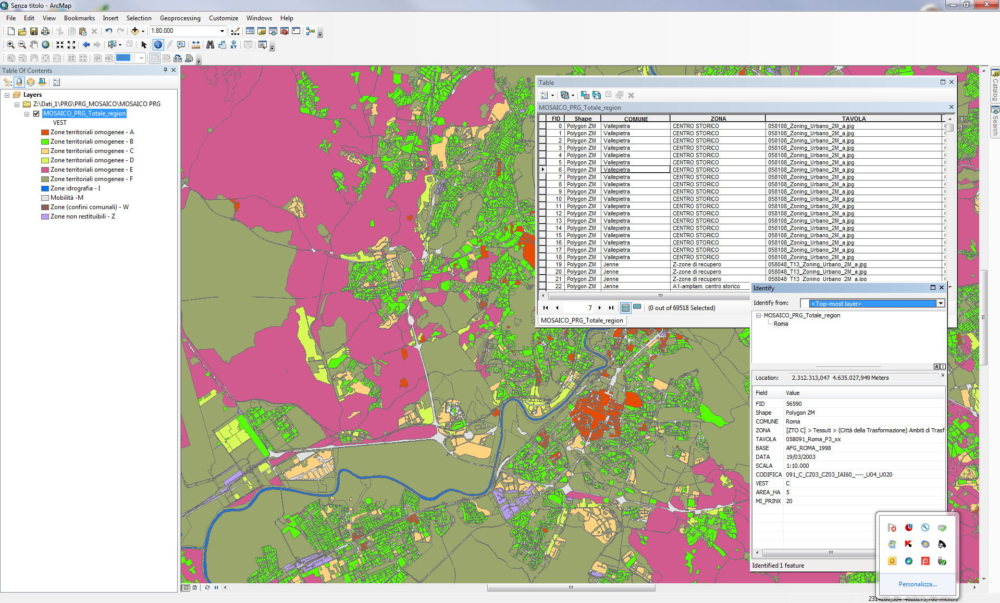 Senza titolo - ArcMap
File Edit View Bookmarks Insert Selection Geoprocessing Customize Windows Help
1:80.000
100%
Table Of Contents
Layers
Z:\Dati_1\PRG\PRG_MOSAICO\MOSAICO PRG
MOSAICO_PRG_Totale_region
VEST
Zone territoriali omogenee - A
Zone territoriali omogenee - B
Zone territoriali omogenee - C
Zone territoriali omogenee - D
Zone territoriali omogenee - E
Zone territoriali omogenee - F
Zone idrografia - I
Mobilità -M
Zone (confini comunali) - W
Zone non restituibili - Z
Table
MOSAICO_PRG_Totale_region
FID Shape COMUNE ZONA TAVOLA
0 Polygon ZM Vallepietra CENTRO STORICO 058108_Zoning_Urbano_2M_a.jpg
1 Polygon ZM Vallepietra CENTRO STORICO 058108_Zoning_Urbano_2M_a.jpg
2 Polygon ZM Vallepietra CENTRO STORICO 058108_Zoning_Urbano_2M_a.jpg
3 Polygon ZM Vallepietra CENTRO STORICO 058108_Zoning_Urbano_2M_a.jpg
4 Polygon ZM Vallepietra CENTRO STORICO 058108_Zoning_Urbano_2M_a.jpg
5 Polygon ZM Vallepietra CENTRO STORICO 058108_Zoning_Urbano_2M_a.jpg
6 Polygon ZM Vallepietra CENTRO STORICO 058108_Zoning_Urbano_2M_a.jpg
7 Polygon ZM Vallepietra CENTRO STORICO 058108_Zoning_Urbano_2M_a.jpg
8 Polygon ZM Vallepietra CENTRO STORICO 058108_Zoning_Urbano_2M_a.jpg
9 Polygon ZM Vallepietra CENTRO STORICO 058108_Zoning_Urbano_2M_a.jpg
10 Polygon ZM Vallepietra CENTRO STORICO 058108_Zoning_Urbano_2M_a.jpg
11 Polygon ZM Vallepietra CENTRO STORICO 058108_Zoning_Urbano_2M_a.jpg
12 Polygon ZM Vallepietra CENTRO STORICO 058108_Zoning_Urbano_2M_a.jpg
13 Polygon ZM Vallepietra CENTRO STORICO 058108_Zoning_Urbano_2M_a.jpg
14 Polygon ZM Vallepietra CENTRO STORICO 058108_Zoning_Urbano_2M_a.jpg
15 Polygon ZM Vallepietra CENTRO STORICO 058108_Zoning_Urbano_2M_a.jpg
16 Polygon ZM Vallepietra CENTRO STORICO 058108_Zoning_Urbano_2M_a.jpg
17 Polygon ZM Vallepietra CENTRO STORICO 058108_Zoning_Urbano_2M_a.jpg
18 Polygon ZM Vallepietra CENTRO STORICO 058108_Zoning_Urbano_2M_a.jpg
19 Polygon ZM Jenne Z-zone di recupero 058048_T13_Zoning_Urbano_2M_a.jpg
20 Polygon ZM Jenne Z-zone di recupero 058048_T13_Zoning_Urbano_2M_a.jpg
21 Polygon ZM Jenne Z-zone di recupero 058048_T13_Zoning_Urbano_2M_a.jpg
22 Polygon ZM Jenne A1-ampliam. centro storico
7 (0 out of 69518 Selected)
MOSAICO_PRG_Totale_region
Identify
Identify from: <Top-most layer>
MOSAICO_PRG_Totale_region
Roma
Location: 2.312.313,047 4.635.027,949 Meters
Field Value
FID 56590
Shape Polygon ZM
COMUNE Roma
ZONA [ZTO C] > Tessuti > (Città della Trasformazione) Ambiti di Trasf
TAVOLA 058091_Roma_P3_xx
BASE AFG_ROMA_1998
DATA 19/03/2003
SCALA 1:10.000
CODIFICA 091_C_CZ03_CZ03_IAI60_----_U04_U020
VEST C
AREA_HA 5
MI_PRINX 20
Identified 1 feature
Personalizza...
Catalog
Search
Meters